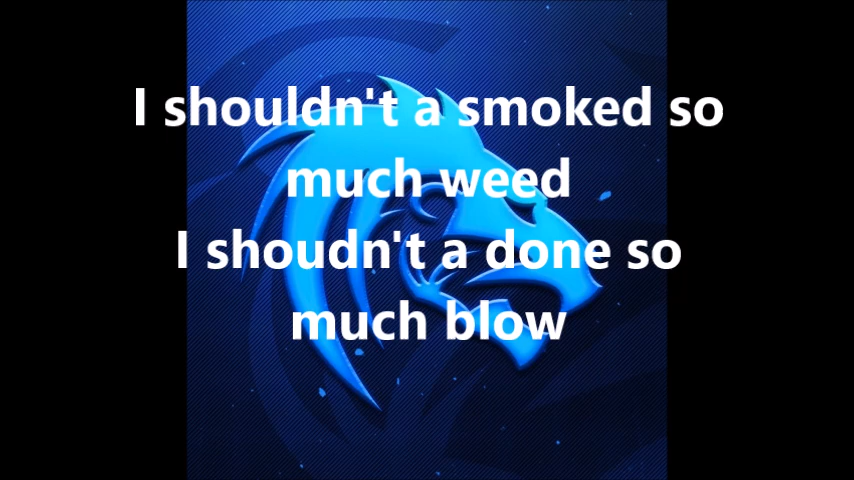 I shouldn't a smoked so
much weed
I shoudn't a done so
much blow